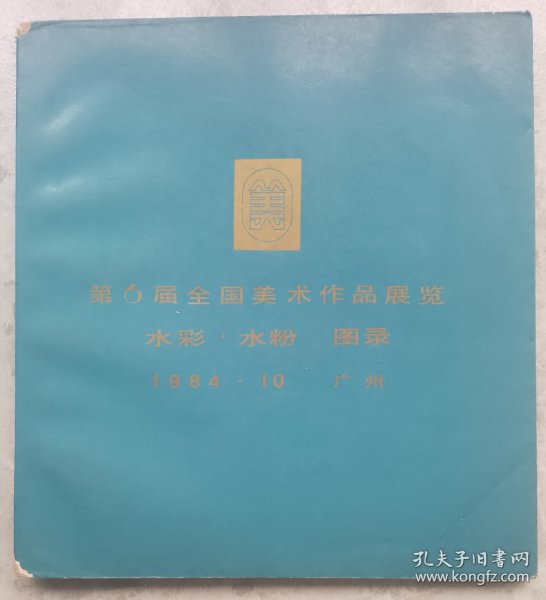 美
第6届全国美术作品展览
水彩·水粉 图录
1984·10 广州
孔夫子旧书网
www.kongfz.com